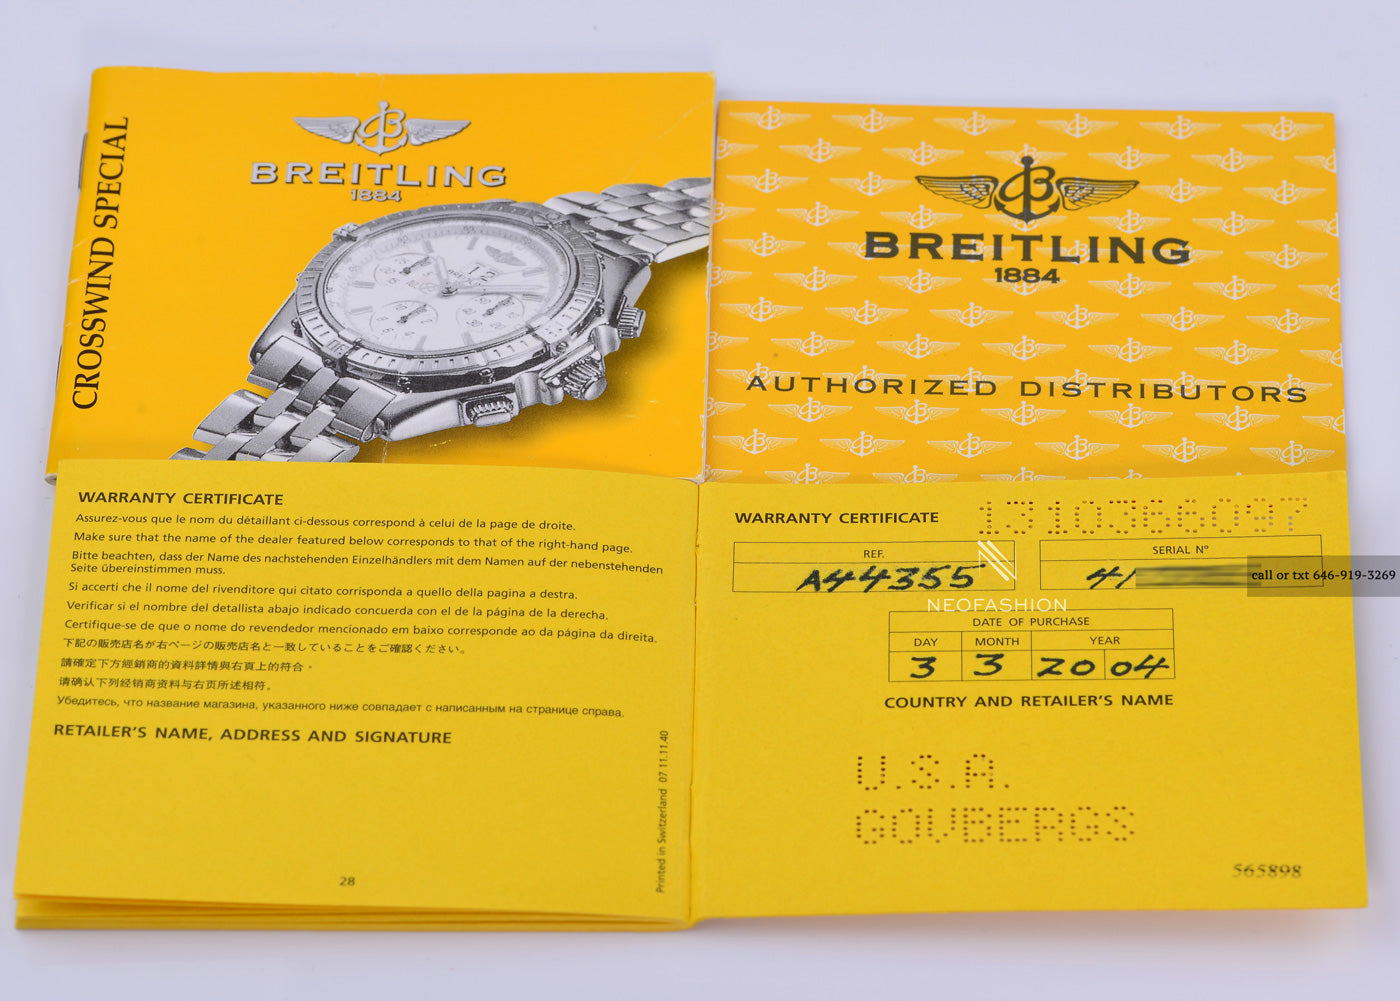 CROSSWIND SPECIAL
BREITLING
1884
BREITLING
1884
AUTHORIZED DISTRIBUTORS
WARRANTY CERTIFICATE
Assurez-vous que le nom du détaillant ci-dessous correspond à celui de la page de droite.
Make sure that the name of the dealer featured below corresponds to that of the right-hand page.
Bitte beachten, dass der Name des nachstehenden Einzelhändlers mit dem Namen auf der nebenstehenden
Seite übereinstimmen muss.
Si accerti che il nome del rivenditore qui citato corrisponda a quello della pagina a destra.
Verificar si el nombre del detallista abajo indicado concuerda con el de la página de la derecha.
Certifique-se de que o nome do revendedor mencionado em baixo corresponde ao da página da direita.
下記の販売店名が右ページの販売店名と一致していることをご確認ください。
請確定下方經銷商的資料詳情與右頁上的符合。
请确认下列经销商资料与右页所述相符。
Убедитесь, что название магазина, указанного ниже совпадает с написанным на странице справа.
RETAILER'S NAME, ADDRESS AND SIGNATURE
28
Printed in Switzerland 07 11.11.40
WARRANTY CERTIFICATE
1310366097
REF.
A44355
SERIAL Nº
41
call or txt 646-919-3269
NEOFASHION
DATE OF PURCHASE
DAY MONTH YEAR
3 3 20 04
COUNTRY AND RETAILER'S NAME
U.S.A.
GOVBERGS
565898